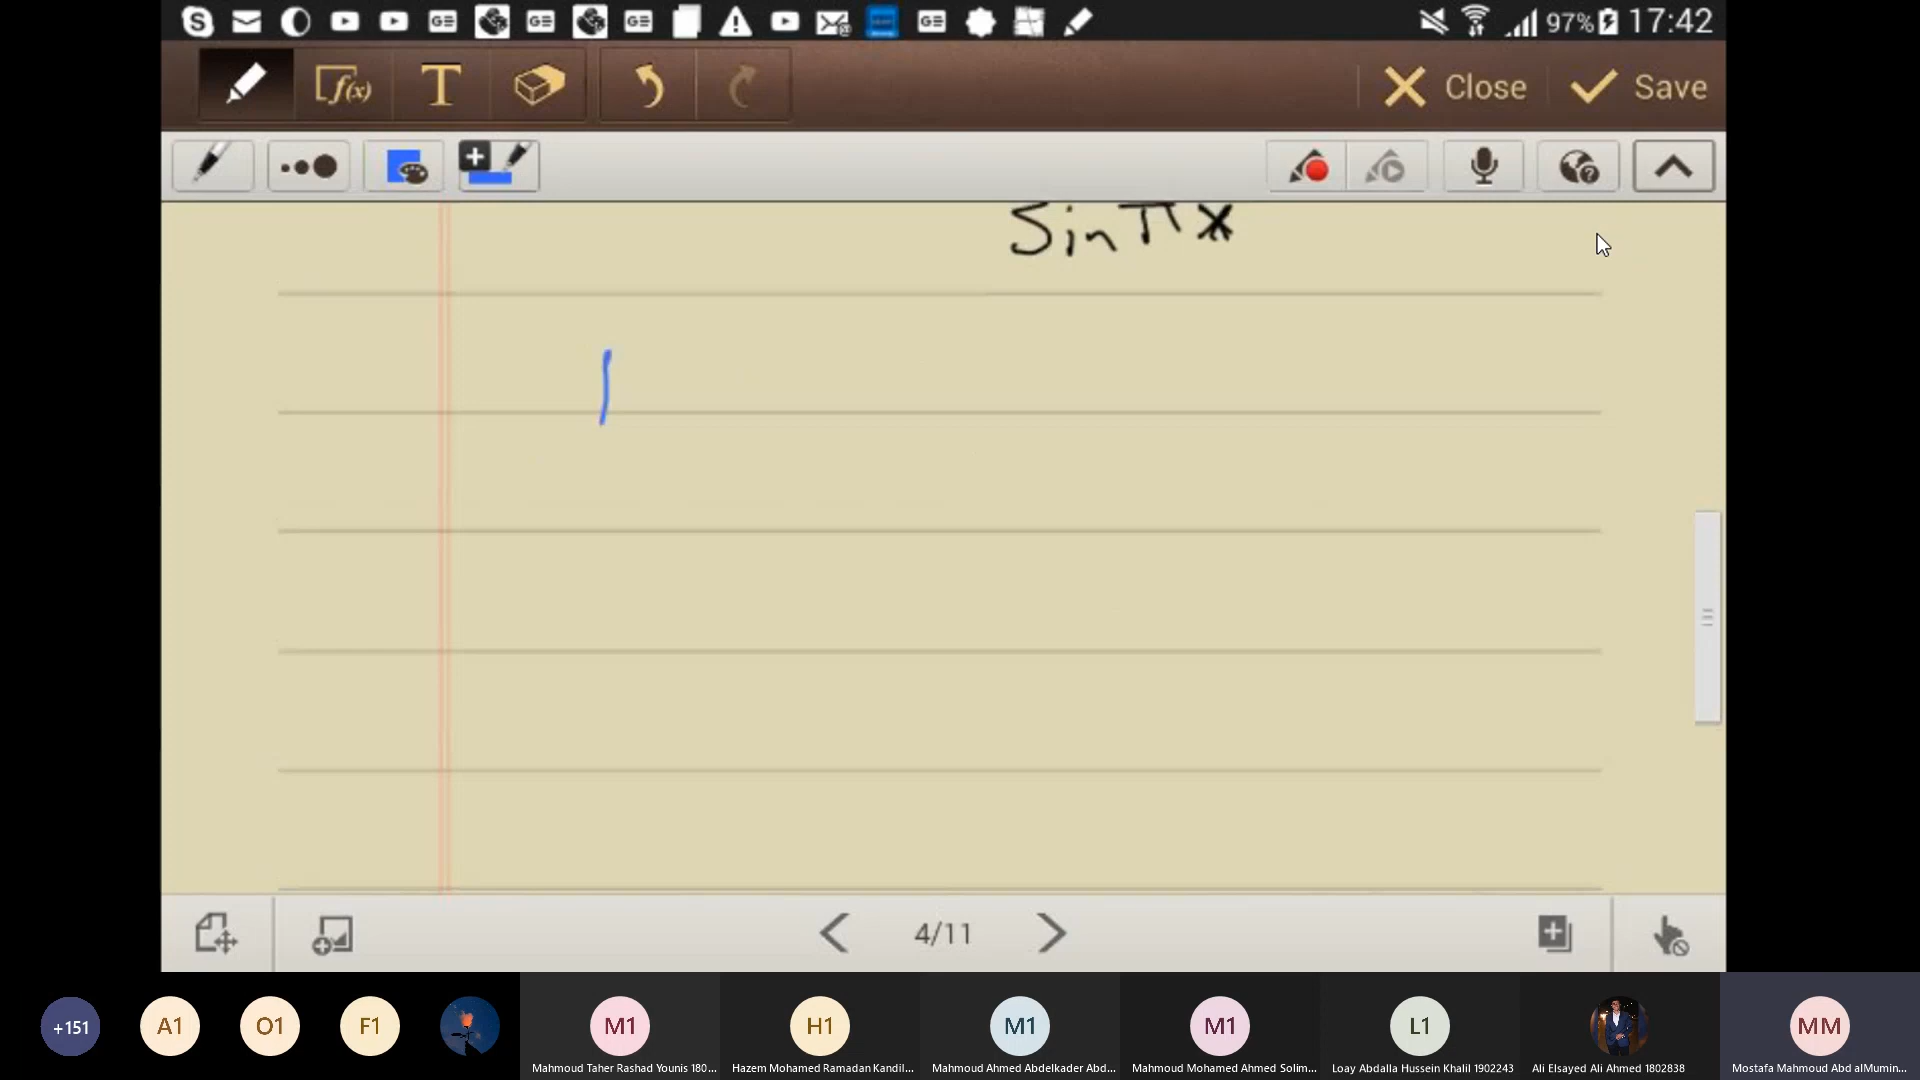 97% 17:42
T Close Save
f(x)
Sin π x
4/11
+151 A1 O1 F1 M1 H1 M1 M1 L1 MM
Mahmoud Taher Rashad Younis 180... Hazem Mohamed Ramadan Kandil... Mahmoud Ahmed Abdelkader Abd... Mahmoud Mohamed Ahmed Solim... Loay Abdalla Hussein Khalil 1902243 Ali Elsayed Ali Ahmed 1802838 Mostafa Mahmoud Abd alMumin...